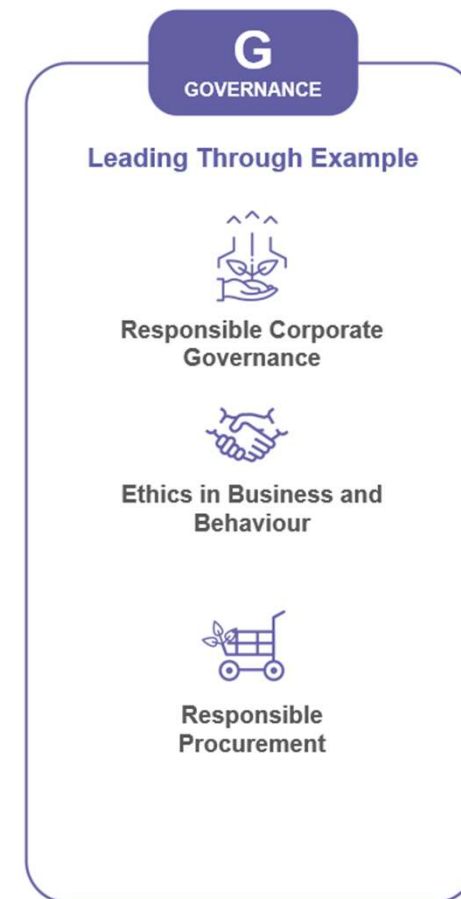 G
GOVERNANCE
Leading Through Example
Responsible Corporate
Governance
Ethics in Business and
Behaviour
Responsible
Procurement